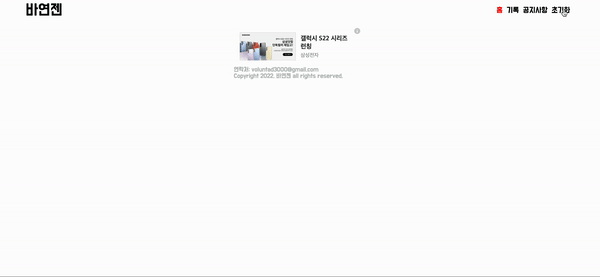 바연젠
홈 기록 공지사항 초기화
갤럭시 S22 시리즈
런칭
삼성전자
연락처: voluntad3000@gmail.com
Copyright 2022. 바연젠 all rights reserved.